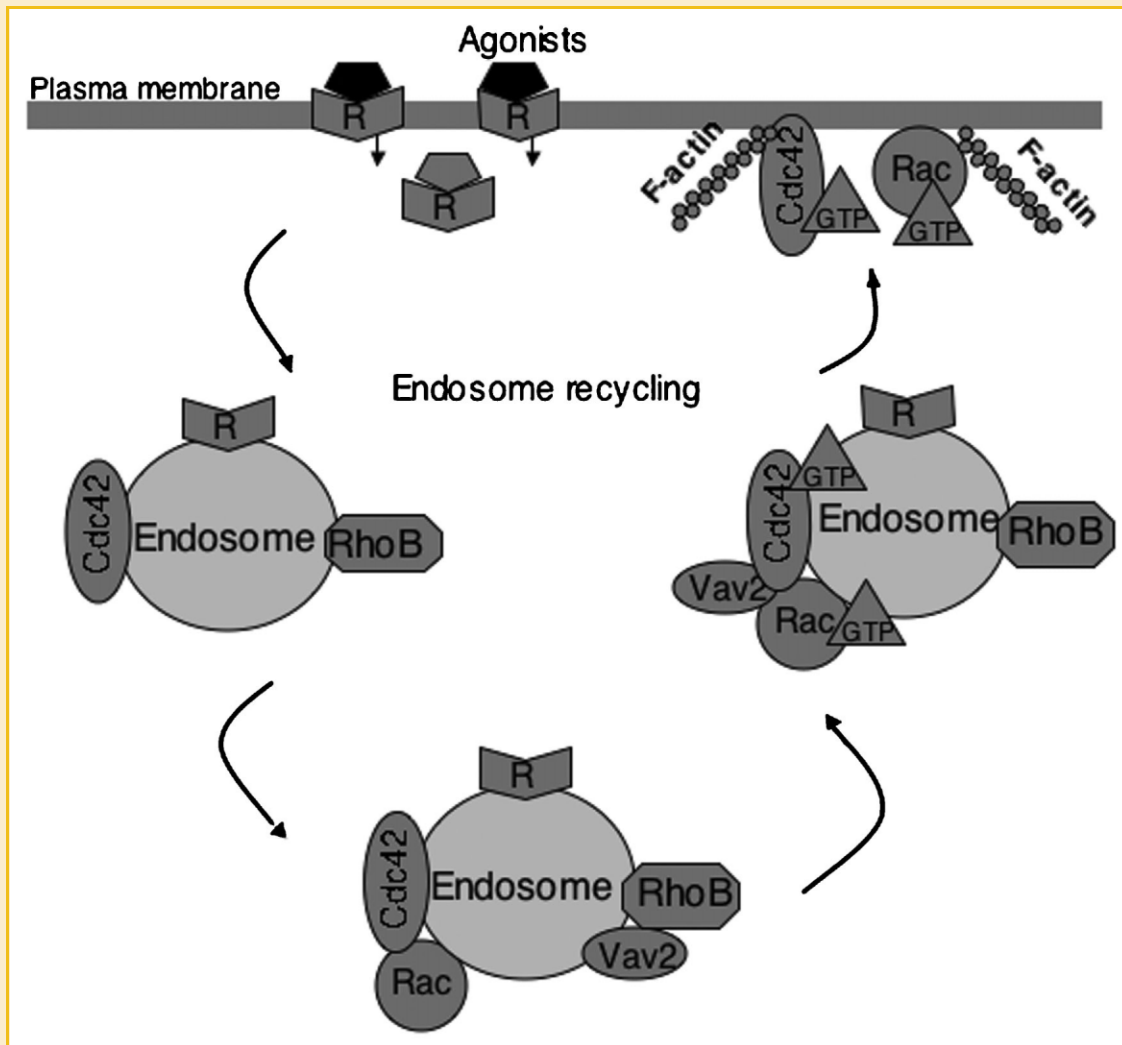 Agonists
Plasma membrane
R
R
R
F-actin
Cdc42
GTP
Rac
GTP
F-actin
Endosome recycling
R
Cdc42
Endosome
RhoB
R
GTP
Cdc42
Endosome
RhoB
Vav2
Rac
GTP
R
Cdc42
Endosome
RhoB
Vav2
Rac